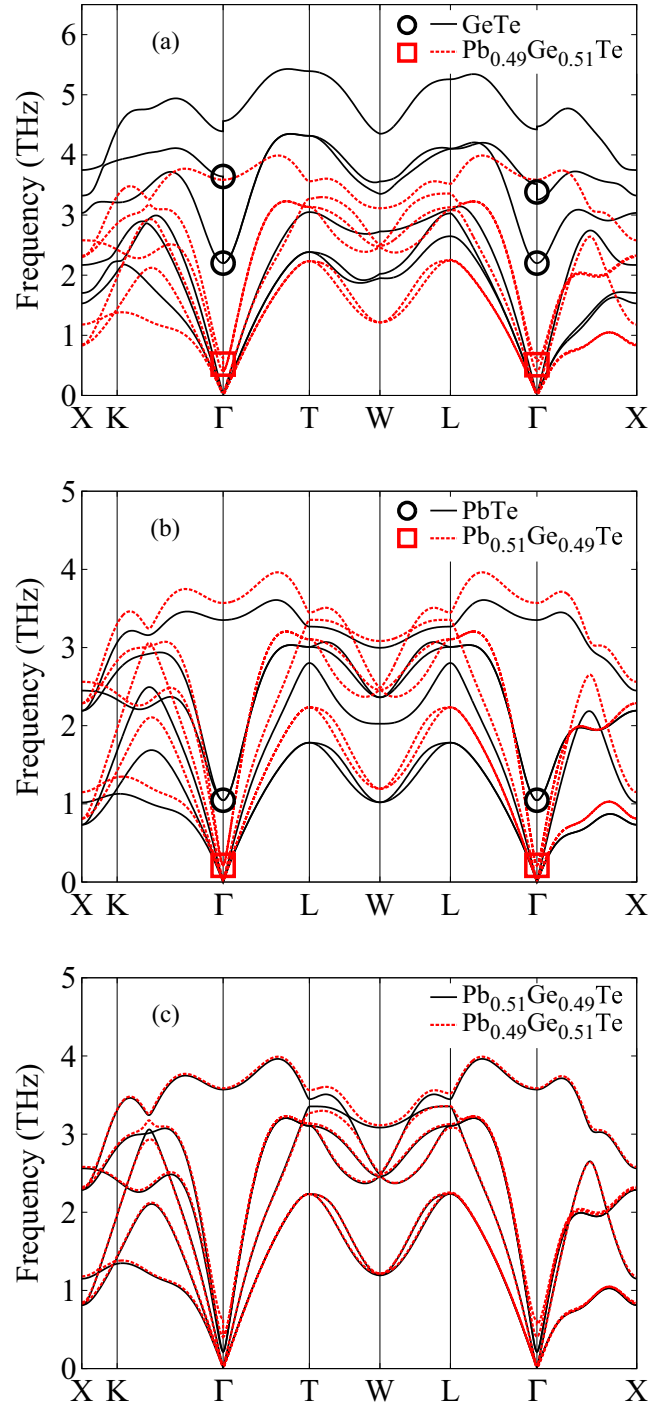 6
5
4
3
2
1
0
Frequency (THz)
(a)
GeTe
Pb0.49Ge0.51Te
X K Γ T W L Γ X
5
4
3
2
1
0
Frequency (THz)
(b)
PbTe
Pb0.51Ge0.49Te
X K Γ L W L Γ X
5
4
3
2
1
0
Frequency (THz)
(c)
Pb0.51Ge0.49Te
Pb0.49Ge0.51Te
X K Γ T W L Γ X